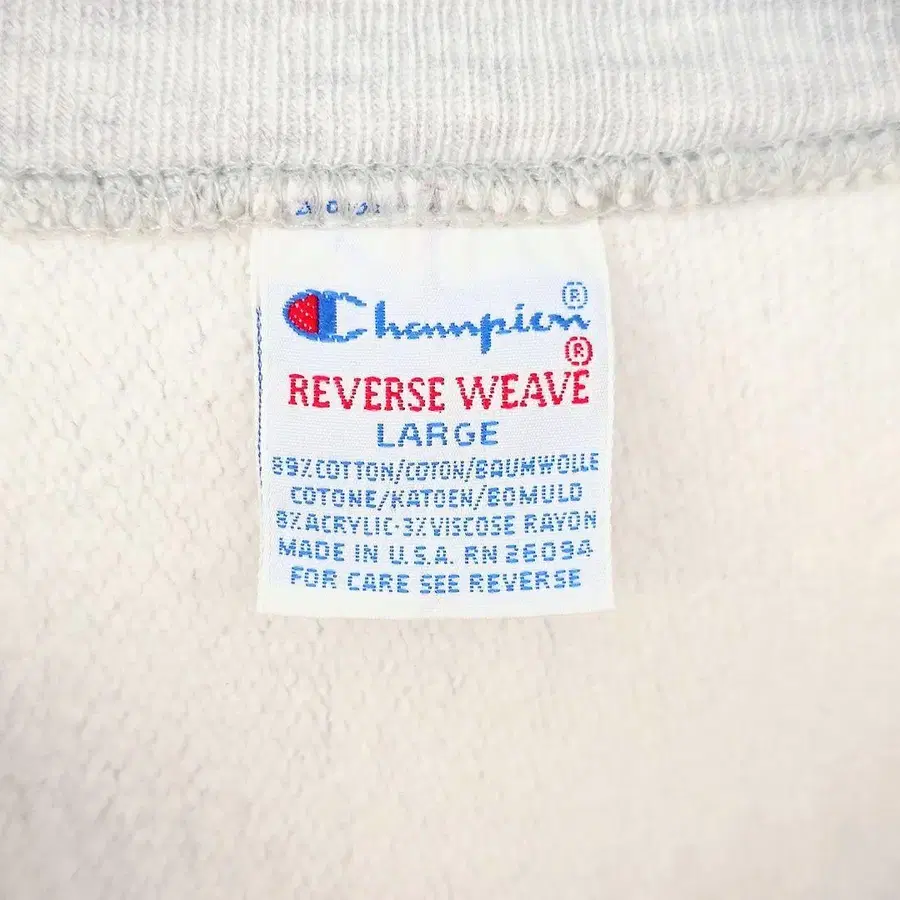 Champion®
REVERSE WEAVE®
LARGE
89% COTTON/COTON/BAUMWOLLE
COTONE/KATOEN/BOMULD
8% ACRYLIC·3% VISCOSE RAYON
MADE IN U.S.A. RN 26094
FOR CARE SEE REVERSE